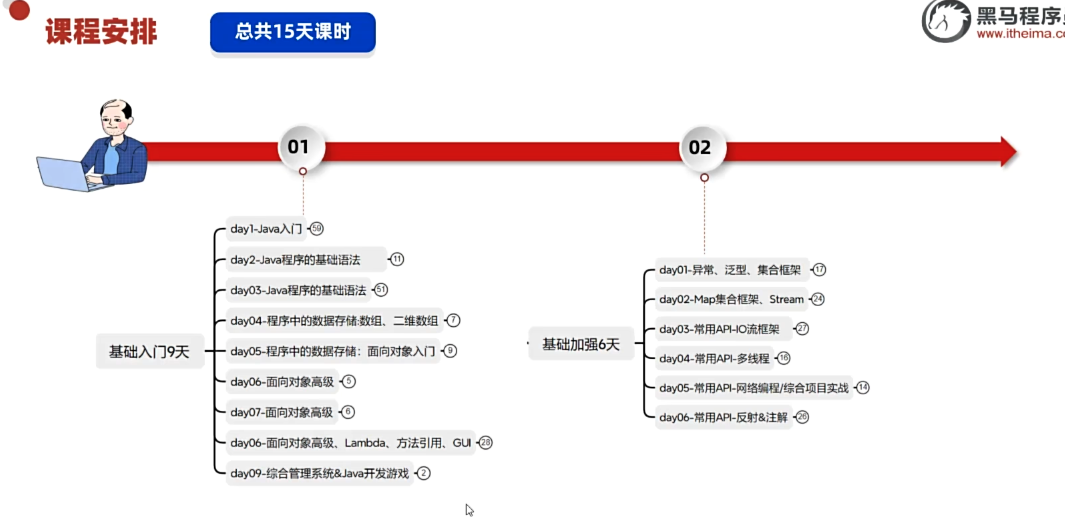 课程安排
总共15天课时
黑马程序
www.itheima.co
01
02
基础入门9天
day1-Java入门 59
day2-Java程序的基础语法 11
day03-Java程序的基础语法 51
day04-程序中的数据存储:数组、二维数组 7
day05-程序中的数据存储：面向对象入门 9
day06-面向对象高级 5
day07-面向对象高级 6
day06-面向对象高级、Lambda、方法引用、GUI 28
day09-综合管理系统&Java开发游戏 2
基础加强6天
day01-异常、泛型、集合框架 17
day02-Map集合框架、Stream 24
day03-常用API-IO流框架 27
day04-常用API-多线程 16
day05-常用API-网络编程/综合项目实战 14
day06-常用API-反射&注解 26